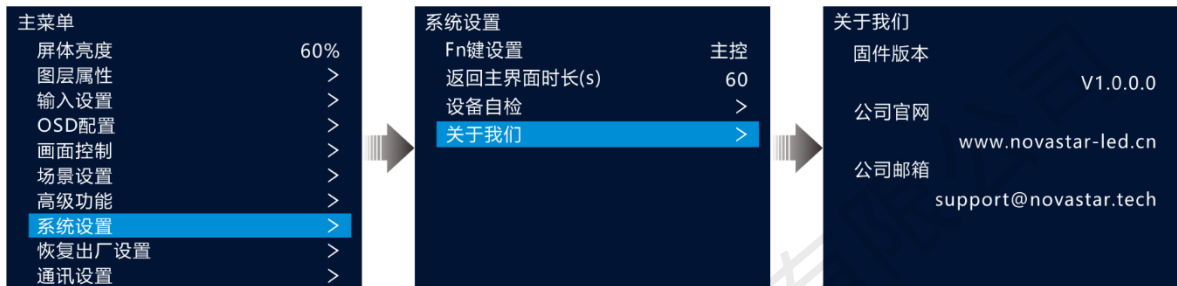 主菜单
屏体亮度 60%
图层属性 >
输入设置 >
OSD配置 >
画面控制 >
场景设置 >
高级功能 >
系统设置 >
恢复出厂设置 >
通讯设置 >
系统设置
Fn键设置 主控
返回主界面时长(s) 60
设备自检 >
关于我们 >
关于我们
固件版本
V1.0.0.0
公司官网
www.novastar-led.cn
公司邮箱
support@novastar.tech
有限公司